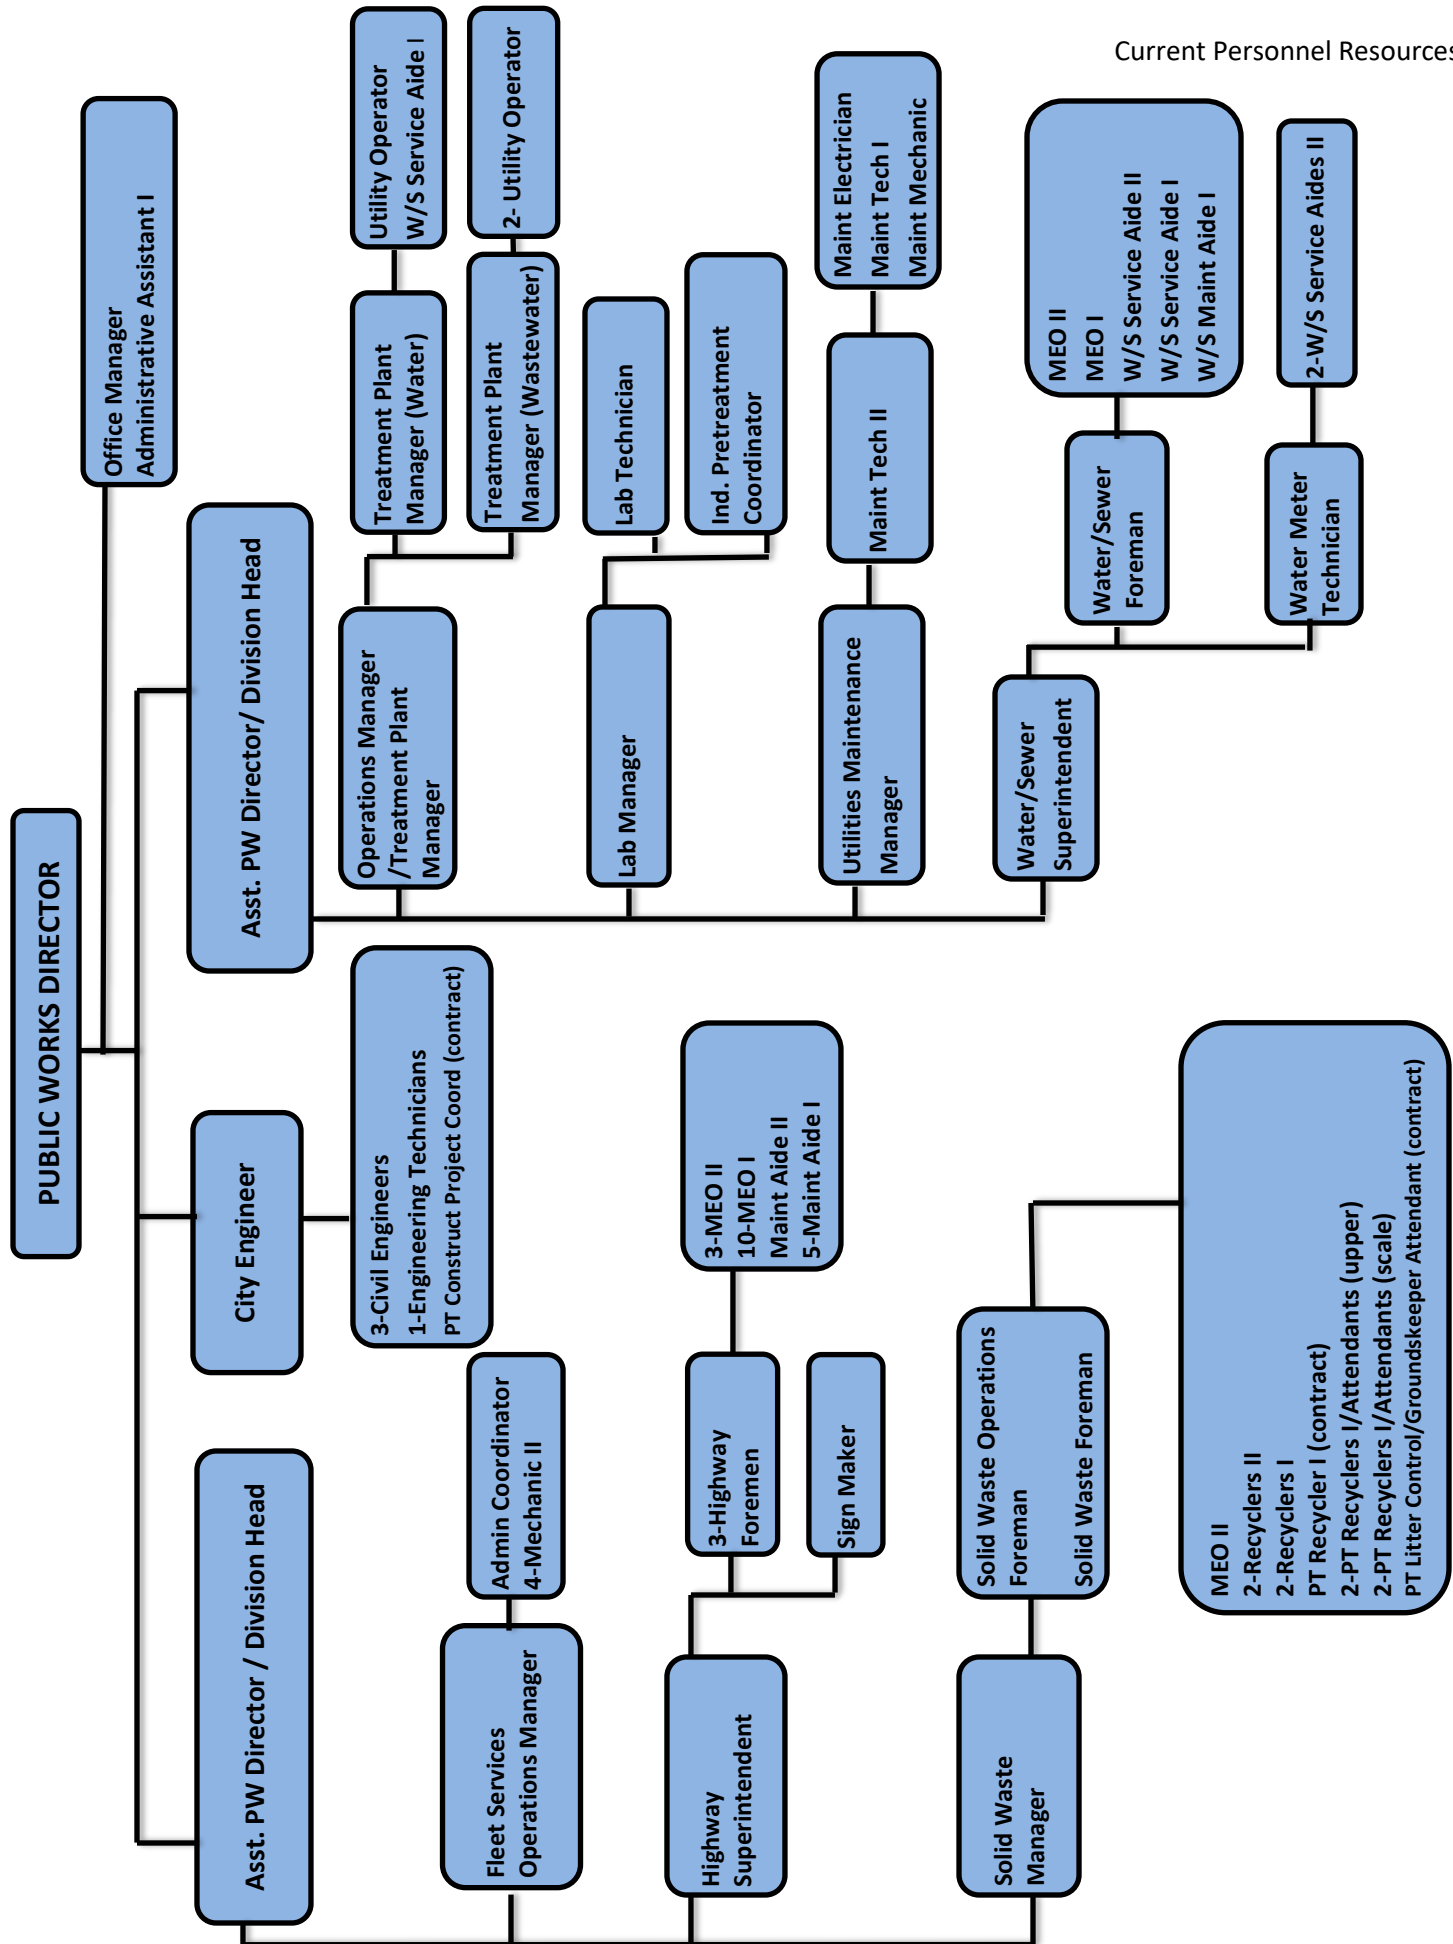 Current Personnel Resources
PUBLIC WORKS DIRECTOR
Office Manager
Administrative Assistant I
Asst. PW Director / Division Head
City Engineer
Asst. PW Director/ Division Head
3-Civil Engineers
1-Engineering Technicians
PT Construct Project Coord (contract)
Fleet Services
Operations Manager
Admin Coordinator
4-Mechanic II
Highway
Superintendent
3-Highway
Foremen
3-MEO II
10-MEO I
Maint Aide II
5-Maint Aide I
Sign Maker
Solid Waste
Manager
Solid Waste Operations
Foreman
Solid Waste Foreman
MEO II
2-Recyclers II
2-Recyclers I
PT Recycler I (contract)
2-PT Recyclers I/Attendants (upper)
2-PT Recyclers I/Attendants (scale)
PT Litter Control/Groundskeeper Attendant (contract)
Operations Manager
/Treatment Plant
Manager
Treatment Plant
Manager (Water)
Utility Operator
W/S Service Aide I
Treatment Plant
Manager (Wastewater)
2- Utility Operator
Lab Manager
Lab Technician
Ind. Pretreatment
Coordinator
Utilities Maintenance
Manager
Maint Tech II
Maint Electrician
Maint Tech I
Maint Mechanic
Water/Sewer
Superintendent
Water/Sewer
Foreman
MEO II
MEO I
W/S Service Aide II
W/S Service Aide I
W/S Maint Aide I
Water Meter
Technician
2-W/S Service Aides II